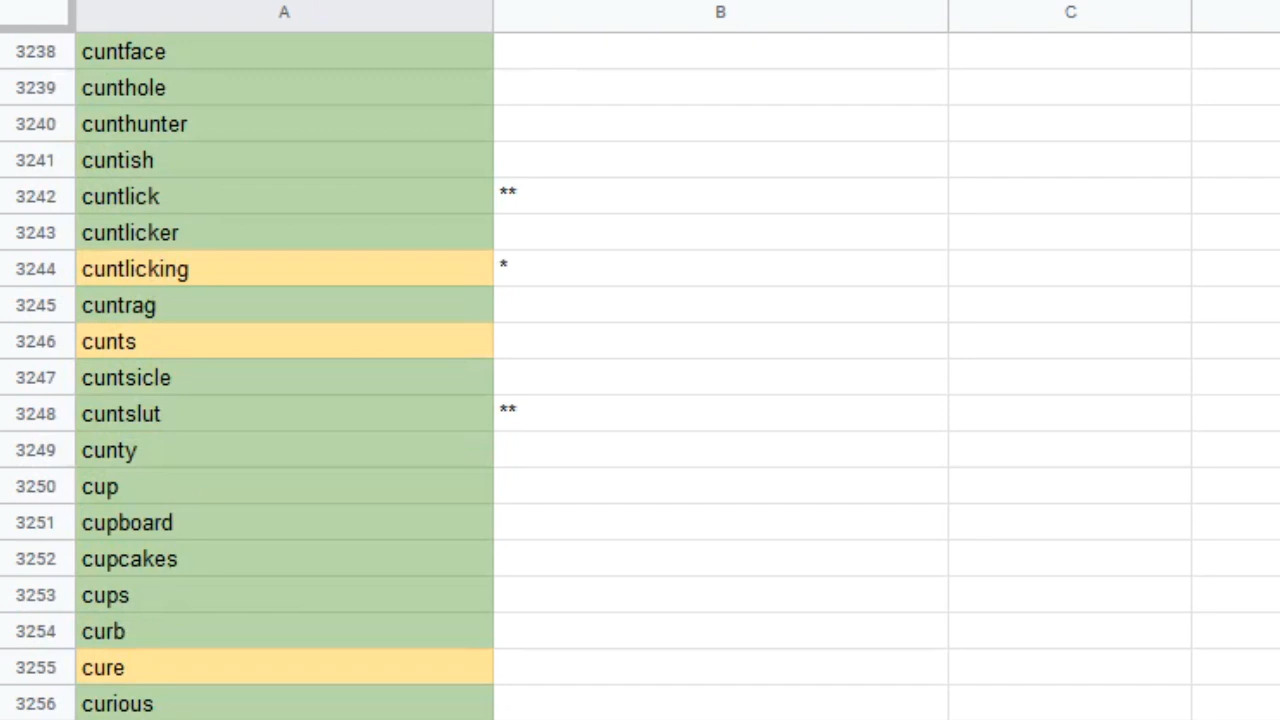 A B C
3238 cuntface
3239 cunthole
3240 cunthunter
3241 cuntish
3242 cuntlick **
3243 cuntlicker
3244 cuntlicking *
3245 cuntrag
3246 cunts
3247 cuntsicle
3248 cuntslut **
3249 cunty
3250 cup
3251 cupboard
3252 cupcakes
3253 cups
3254 curb
3255 cure
3256 curious